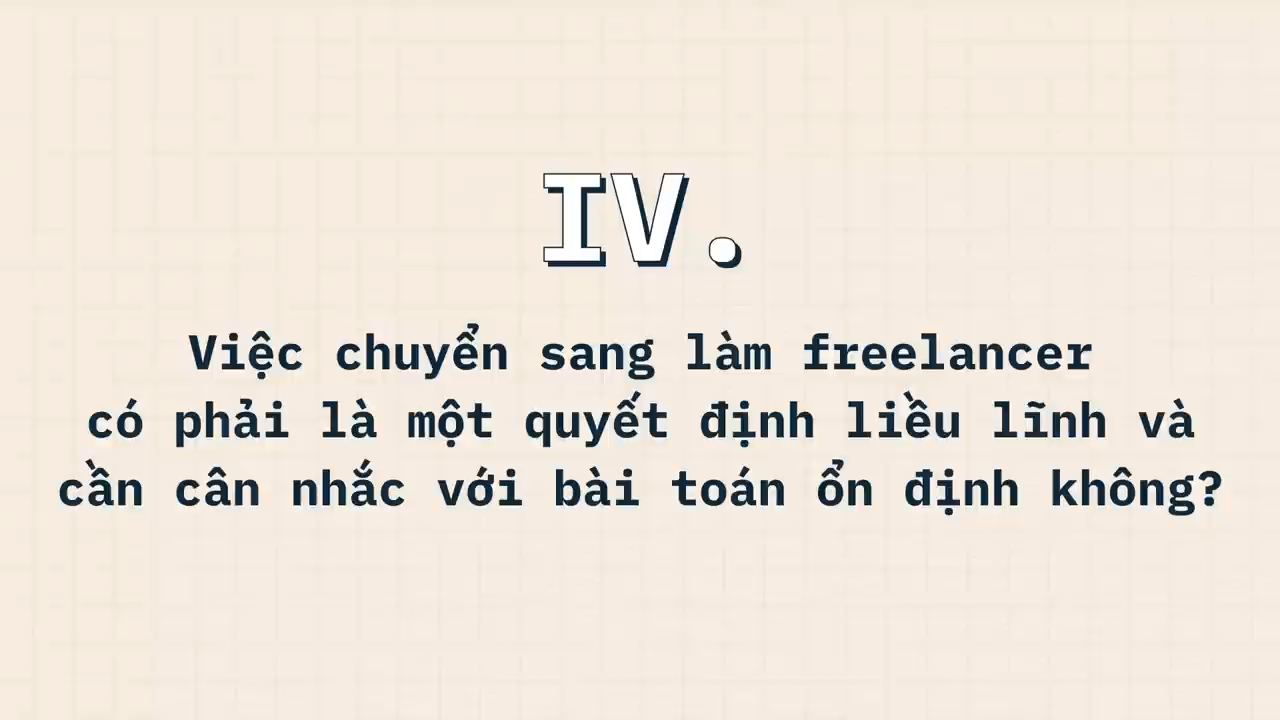 IV.
Việc chuyển sang làm freelancer
có phải là một quyết định liều lĩnh và
cần cân nhắc với bài toán ổn định không?